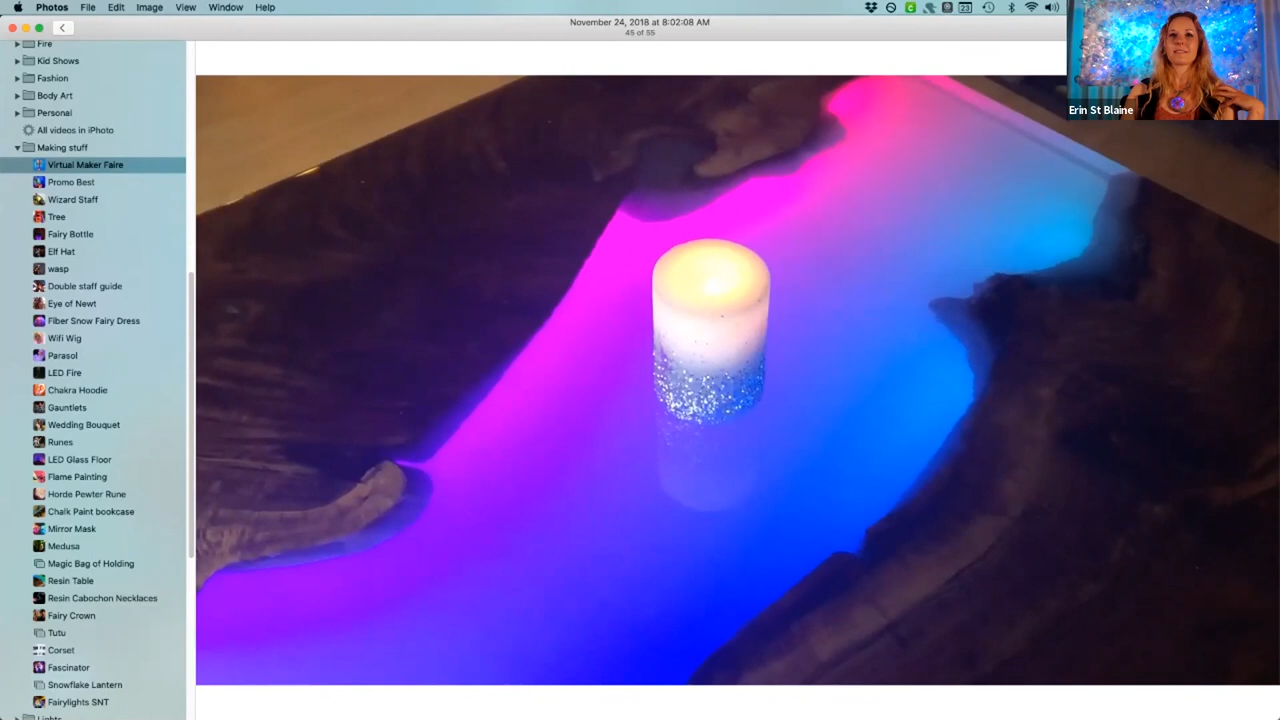 Photos File Edit Image View Window Help
23
November 24, 2018 at 8:02:08 AM
45 of 55
Fire
Kid Shows
Fashion
Body Art
Personal
All videos in iPhoto
Making stuff
Virtual Maker Faire
Promo Best
Wizard Staff
Tree
Fairy Bottle
Elf Hat
wasp
Double staff guide
Eye of Newt
Fiber Snow Fairy Dress
Wifi Wig
Parasol
LED Fire
Chakra Hoodie
Gauntlets
Wedding Bouquet
Runes
LED Glass Floor
Flame Painting
Horde Pewter Rune
Chalk Paint bookcase
Mirror Mask
Medusa
Magic Bag of Holding
Resin Table
Resin Cabochon Necklaces
Fairy Crown
Tutu
Corset
Fascinator
Snowflake Lantern
Fairylights SNT
Lights
Erin St Blaine